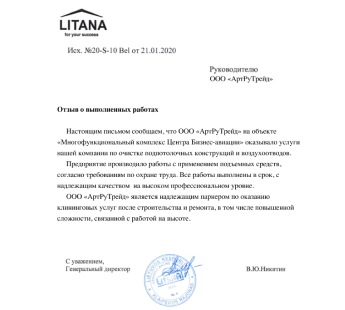 LITANA
for your success
Исх. №20-S-10 Bel от 21.01.2020
Руководителю
ООО «АртРуТрейд»
Отзыв о выполненных работах
Настоящим письмом сообщаем, что ООО «АртРуТрейд» на объекте
«Многофункциональный комплекс Центра Бизнес-авиации» оказывало услуги
нашей компании по очистке подпотолочных конструкций и воздухоотводов.
Предприятие производило работы с применением подъемных средств,
согласно требованиям по охране труда. Все работы выполнены в срок, с
надлежащим качеством на высоком профессиональном уровне.
ООО «АртРуТрейд» является надлежащим парнером по оказанию
клининговых услуг после строительства и ремонта, в том числе повышенной
сложности, связанной с работой на высоте.
С уважением,
Генеральный директор
В.Ю.Никитин